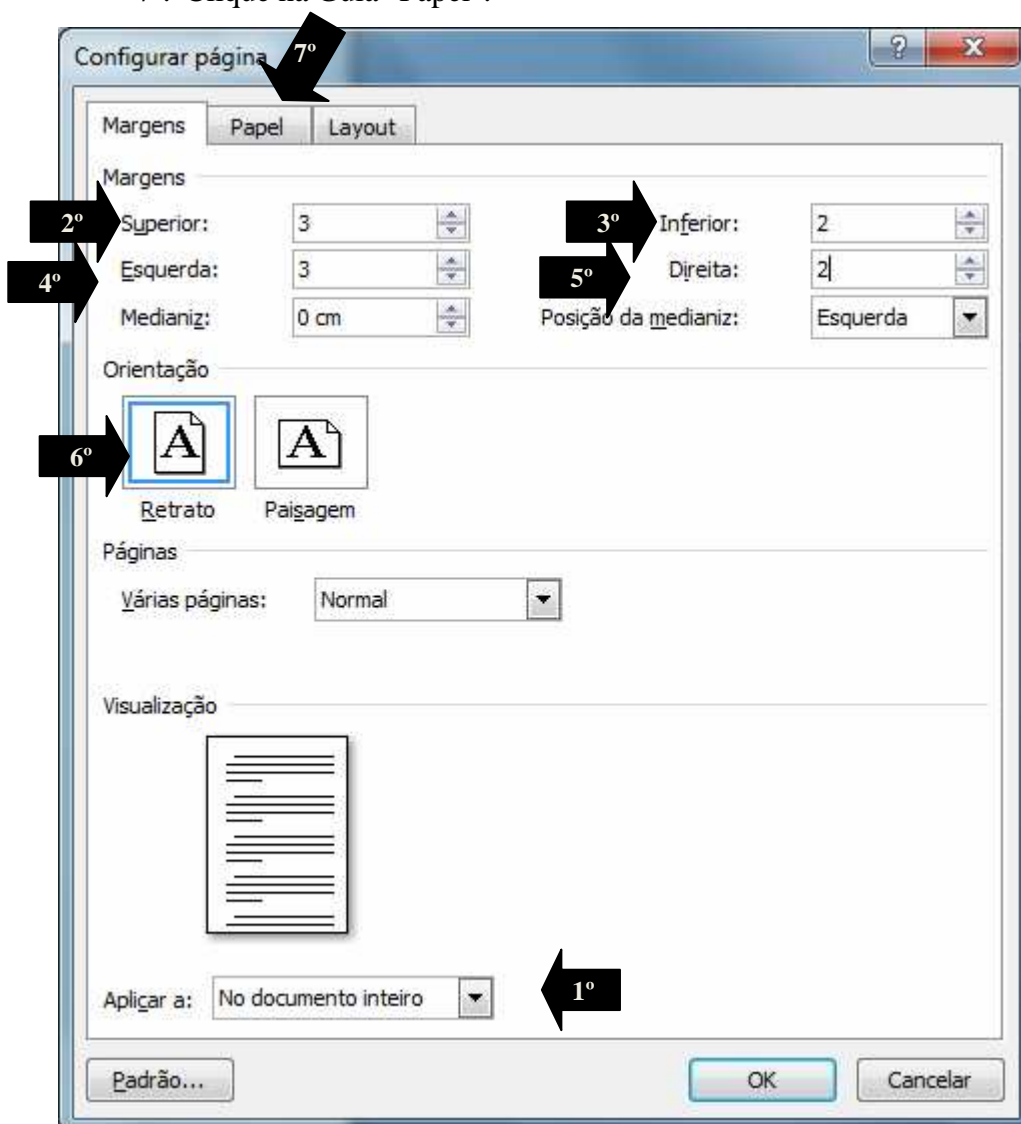 7º. Clique na Guia "Papel".
Configurar página 7º
Margens Papel Layout
Margens
2º Superior: 3 3º Inferior: 2
4º Esquerda: 3 5º Direita: 2
Medianiz: 0 cm Posição da medianiz: Esquerda
Orientação
A A
6º
Retrato Paisagem
Páginas
Várias páginas: Normal
Visualização
Aplicar a: No documento inteiro 1º
Padrão... OK Cancelar